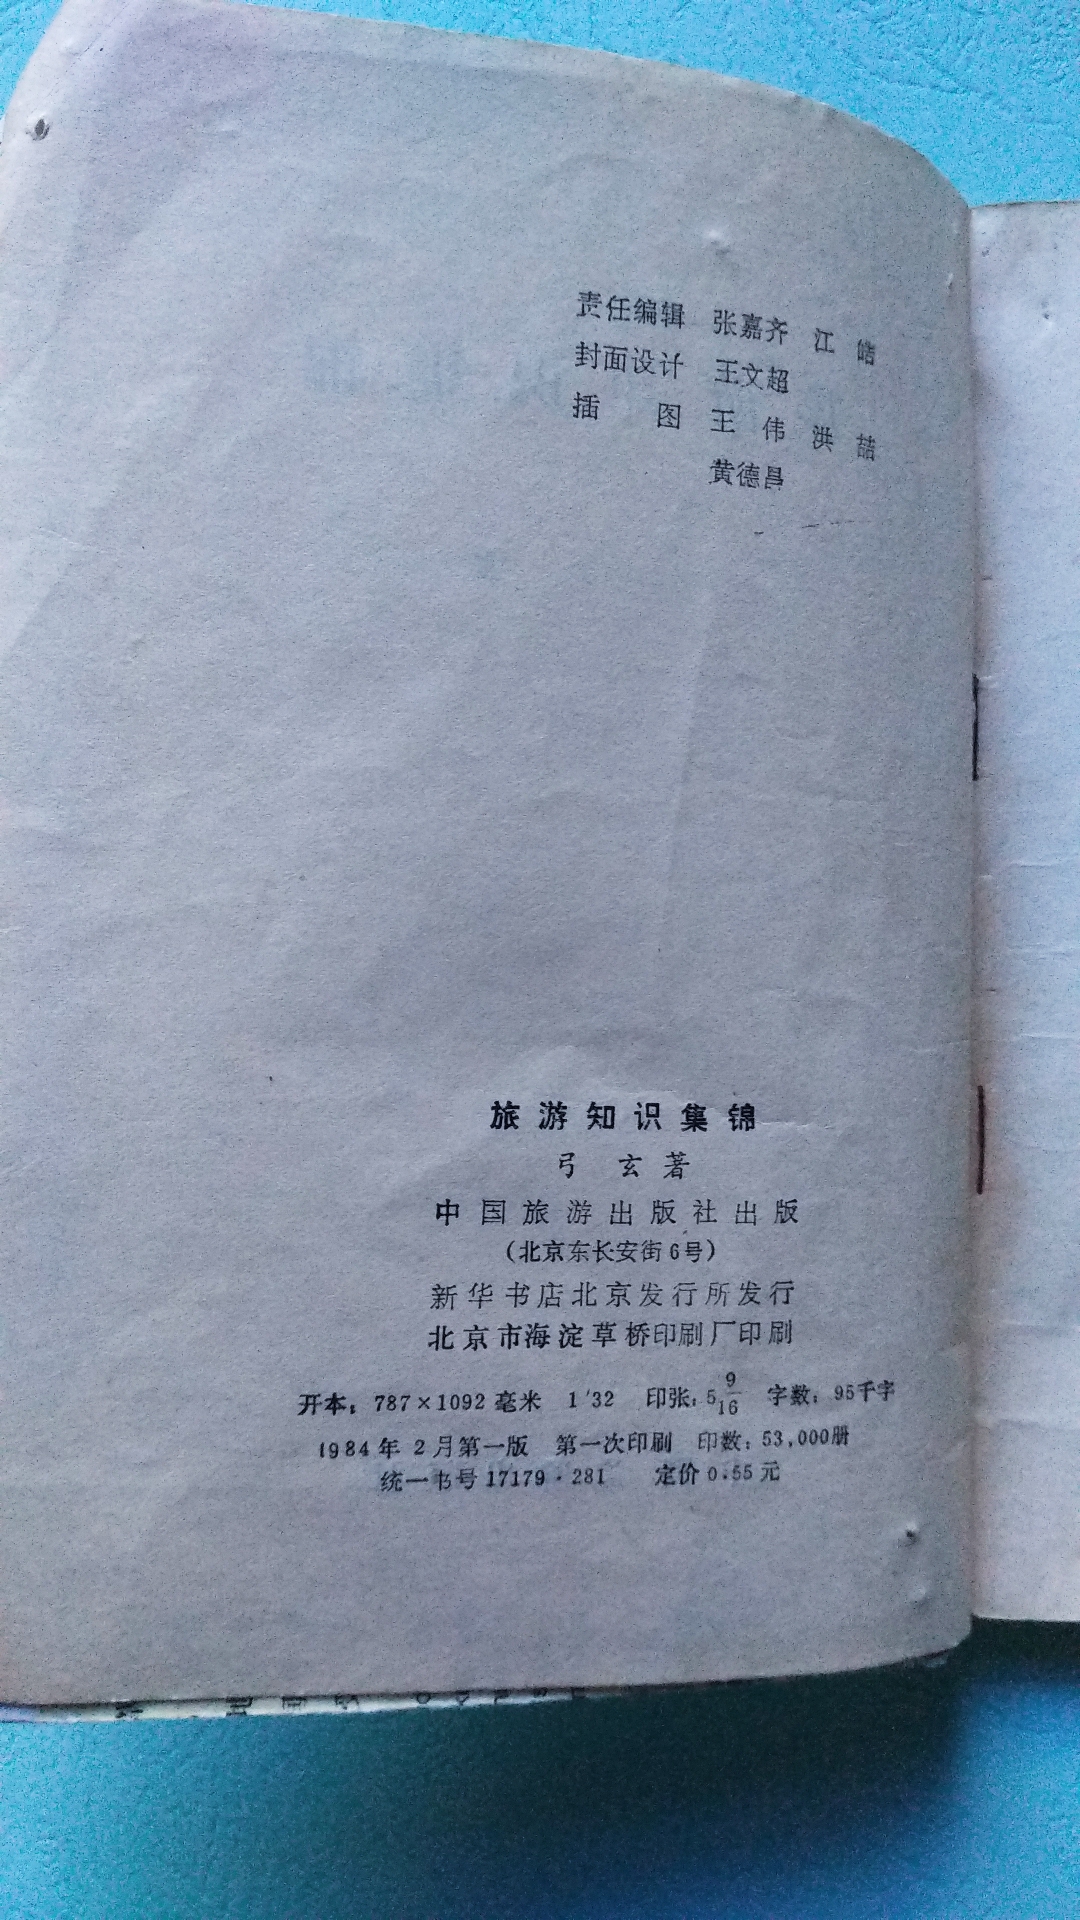 责任编辑 张嘉齐 江 皓
封面设计 王文超
插 图 王 伟 洪 喆
黄德昌
旅游知识集锦
弓 玄 著
中国旅游出版社出版
(北京东长安街6号)
新华书店北京发行所发行
北京市海淀草桥印刷厂印刷
开本: 787×1092 毫米 1/32 印张: 5 9/16 字数: 95千字
1984年2月第一版 第一次印刷 印数: 53,000册
统一书号 17179·281 定价 0.55 元